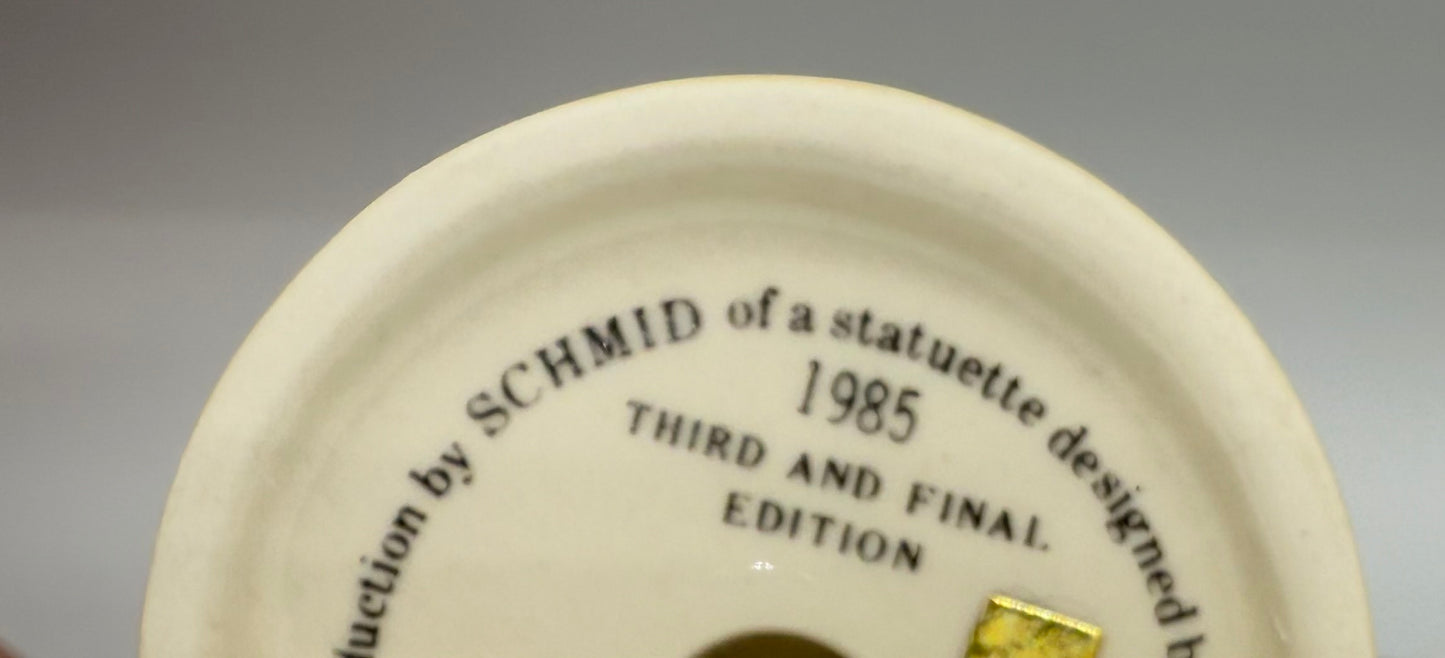 duction by SCHMID of a statuette designed b
1985
THIRD AND FINAL
EDITION